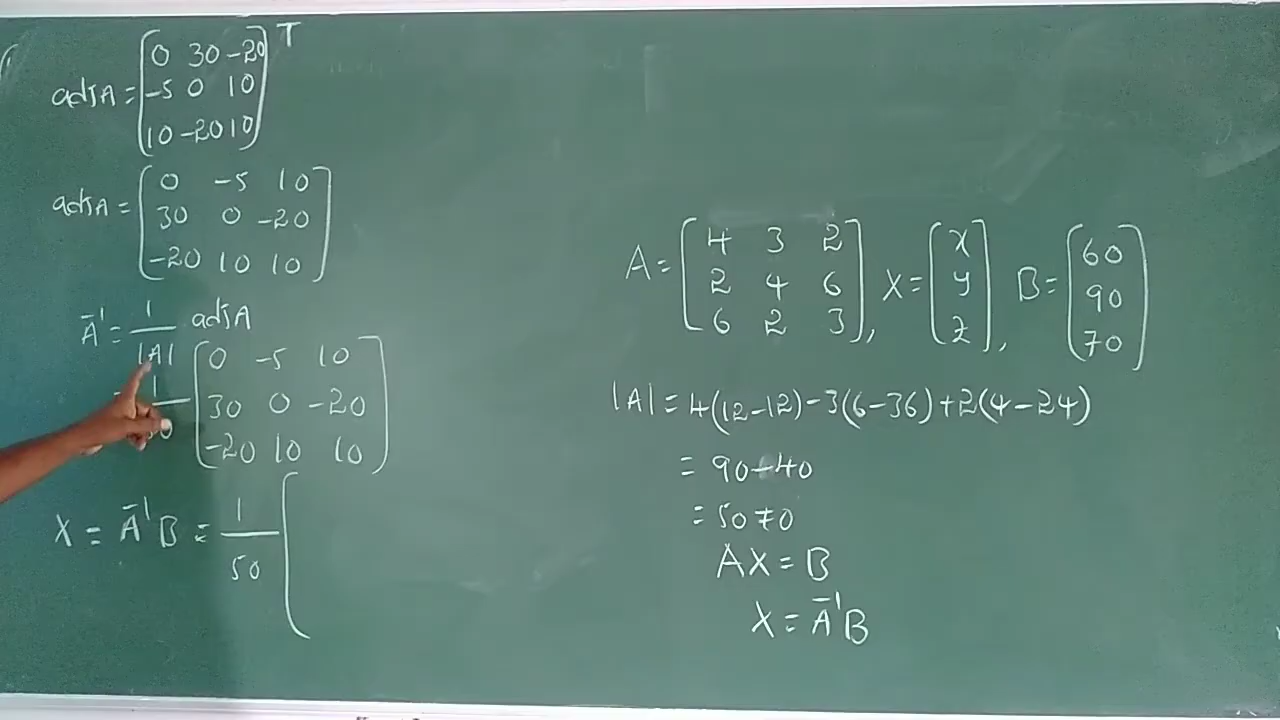 adjA = [0 30 -20
-5 0 10
10 -20 10]ᵀ
adjA = [0 -5 10
30 0 -20
-20 10 10]
A⁻¹ = 1/|A| adjA
[0 -5 10
30 0 -20
-20 10 10]
X = A⁻¹B = 1/50 [
A = [4 3 2
2 4 6
6 2 3], X = [x
y
z], B = [60
90
70]
|A| = 4(12-12)-3(6-36)+2(4-24)
= 90-40
= 50≠0
AX = B
X = A⁻¹B